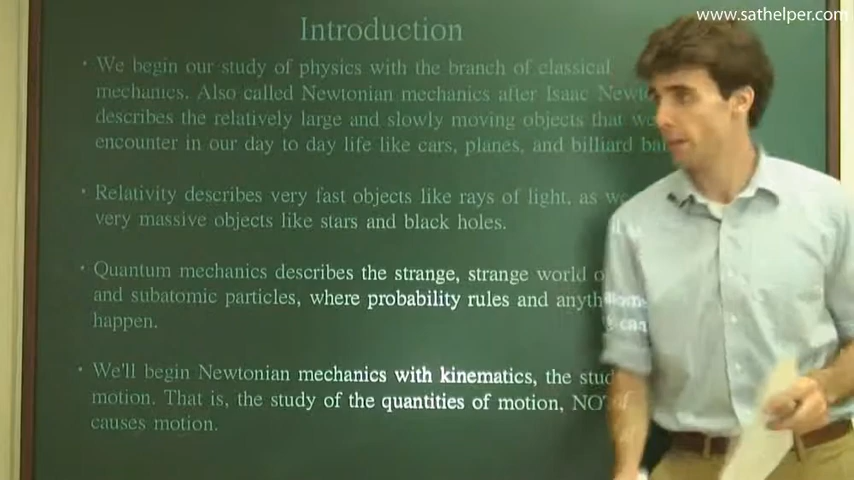 www.sathelper.com
Introduction
• We begin our study of physics with the branch of classical
mechanics. Also called Newtonian mechanics after Isaac
describes the relatively large and slowly moving objects that we
encounter in our day to day life like cars, planes, and billiard
• Relativity describes very fast objects like rays of light, as
very massive objects like stars and black holes.
• Quantum mechanics describes the strange, strange world
and subatomic particles, where probability rules and can
happen.
• We'll begin Newtonian mechanics with kinematics, the
motion. That is, the study of the quantities of motion, NOT
causes motion.